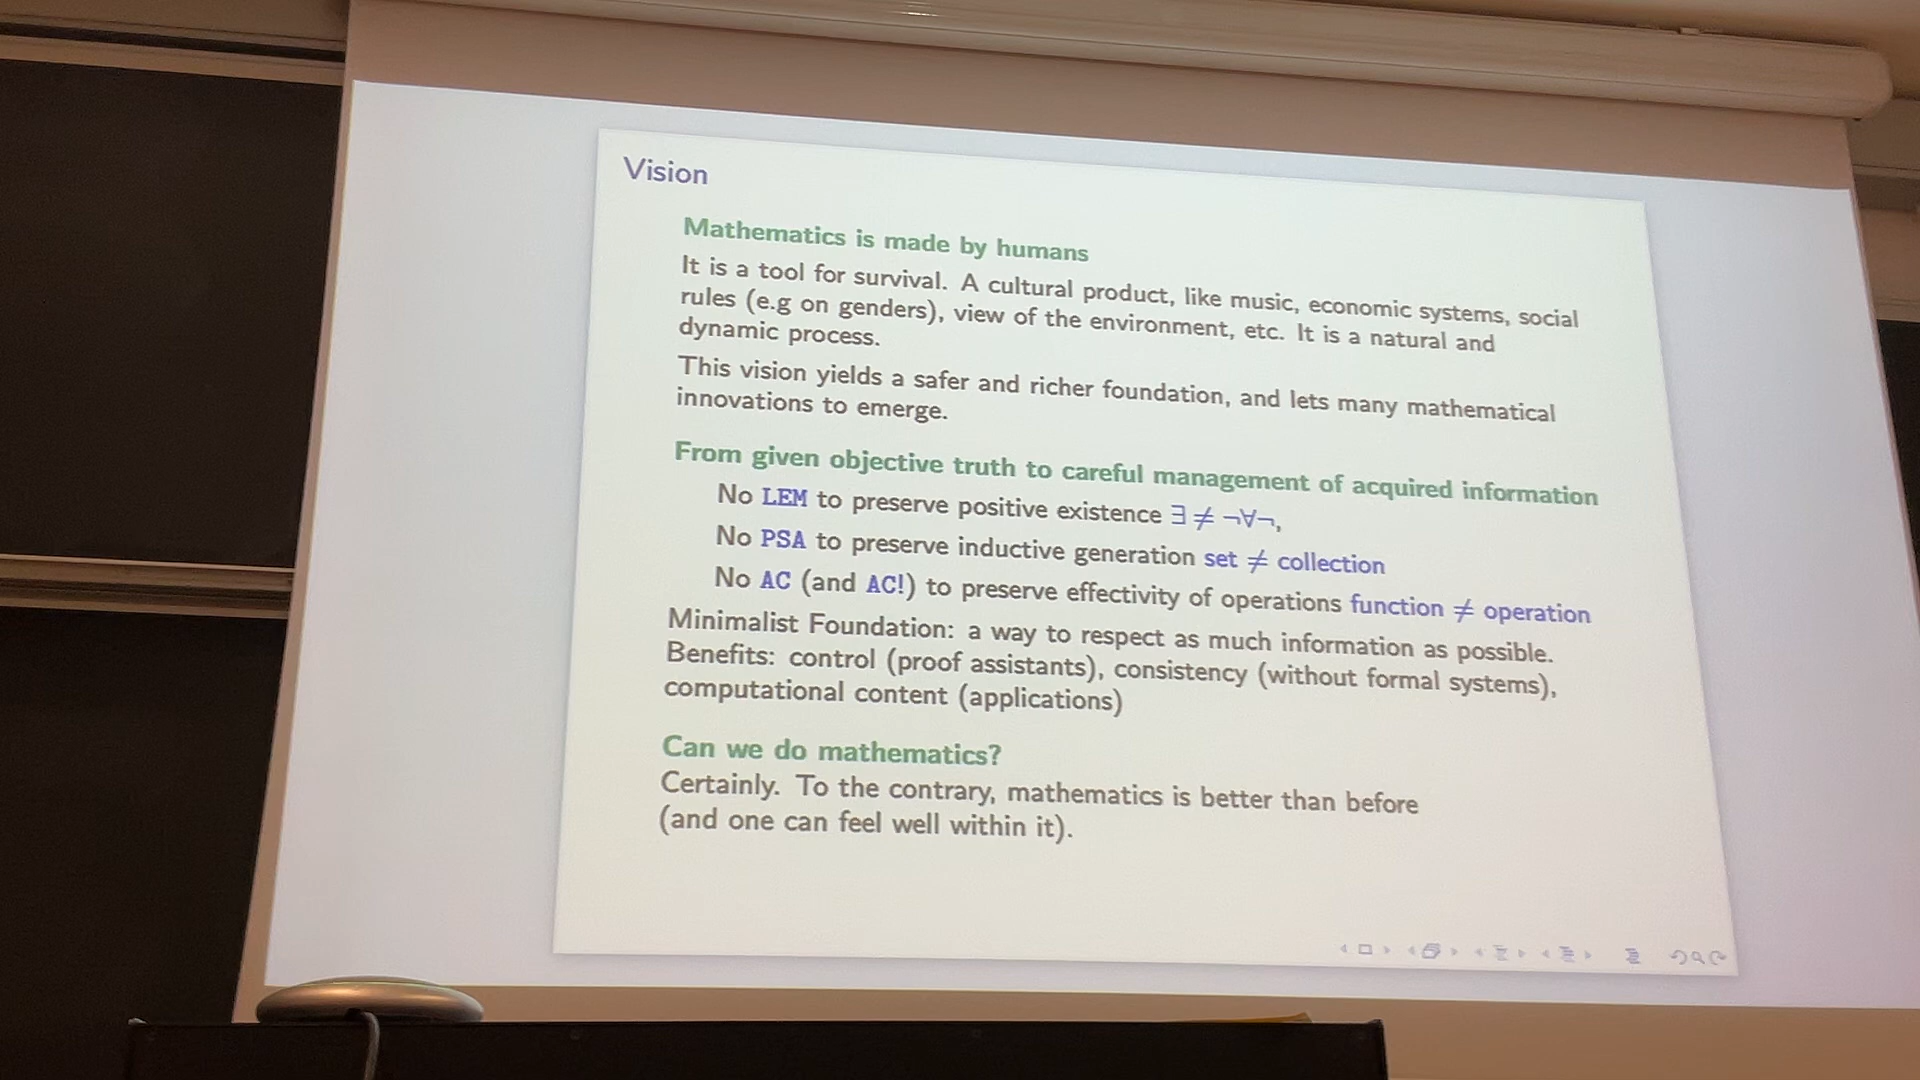 Vision
Mathematics is made by humans
It is a tool for survival. A cultural product, like music, economic systems, social
rules (e.g on genders), view of the environment, etc. It is a natural and
dynamic process.
This vision yields a safer and richer foundation, and lets many mathematical
innovations to emerge.
From given objective truth to careful management of acquired information
No LEM to preserve positive existence ∃ ≠ ¬∀¬,
No PSA to preserve inductive generation set ≠ collection
No AC (and AC!) to preserve effectivity of operations function ≠ operation
Minimalist Foundation: a way to respect as much information as possible.
Benefits: control (proof assistants), consistency (without formal systems),
computational content (applications)
Can we do mathematics?
Certainly. To the contrary, mathematics is better than before
(and one can feel well within it).